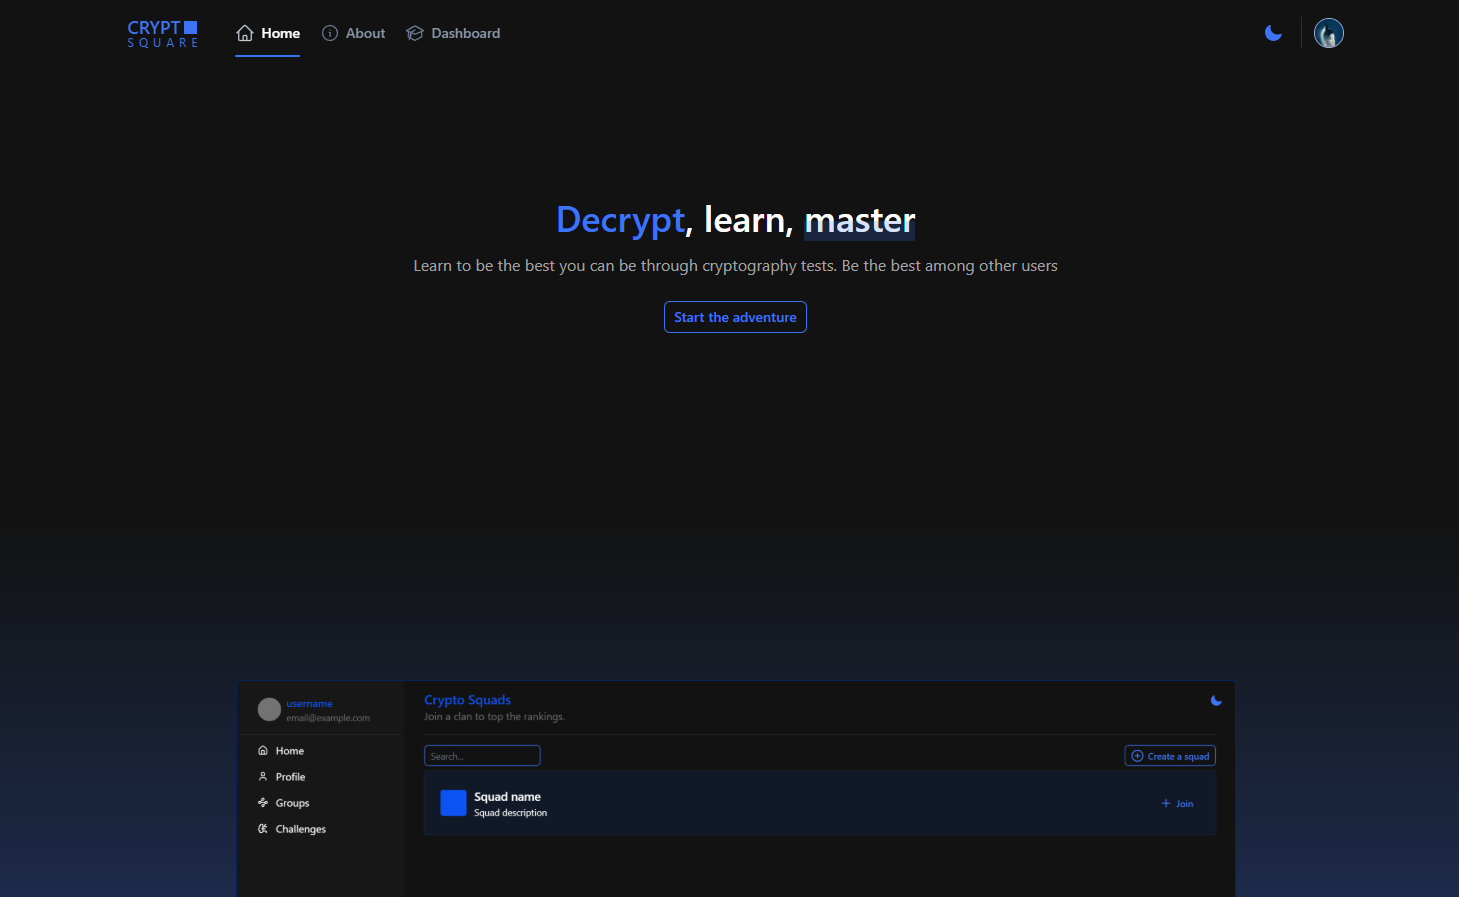 CRYPT
SQUARE
Home
About
Dashboard
Decrypt, learn, master
Learn to be the best you can be through cryptography tests. Be the best among other users
Start the adventure
username
email@example.com
Home
Profile
Groups
Challenges
Crypto Squads
Join a clan to top the rankings.
Search...
Create a squad
Squad name
Squad description
Join